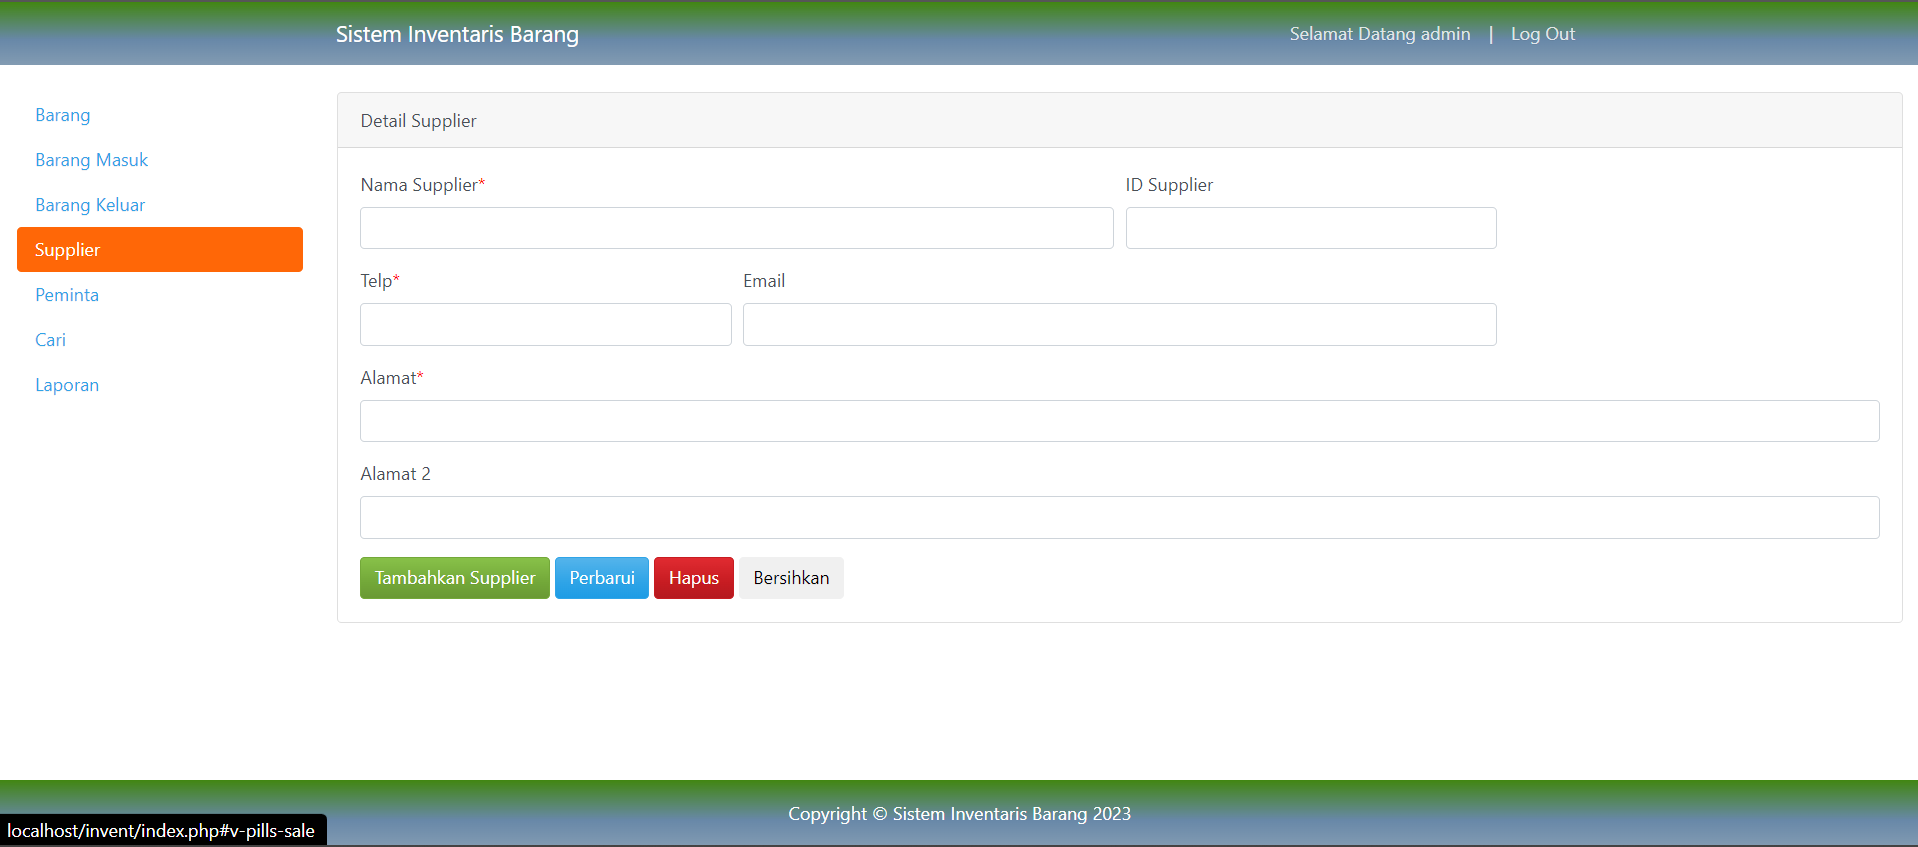 Sistem Inventaris Barang
Selamat Datang admin | Log Out
Barang
Barang Masuk
Barang Keluar
Supplier
Peminta
Cari
Laporan
Detail Supplier
Nama Supplier*
ID Supplier
Telp*
Email
Alamat*
Alamat 2
Tambahkan Supplier
Perbarui
Hapus
Bersihkan
Copyright © Sistem Inventaris Barang 2023
localhost/invent/index.php#v-pills-sale